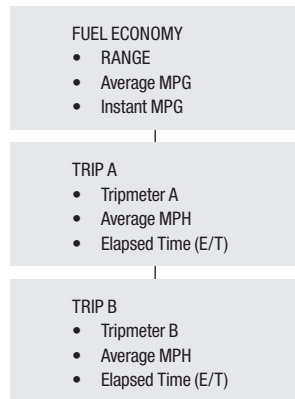 FUEL ECONOMY
• RANGE
• Average MPG
• Instant MPG
TRIP A
• Tripmeter A
• Average MPH
• Elapsed Time (E/T)
TRIP B
• Tripmeter B
• Average MPH
• Elapsed Time (E/T)